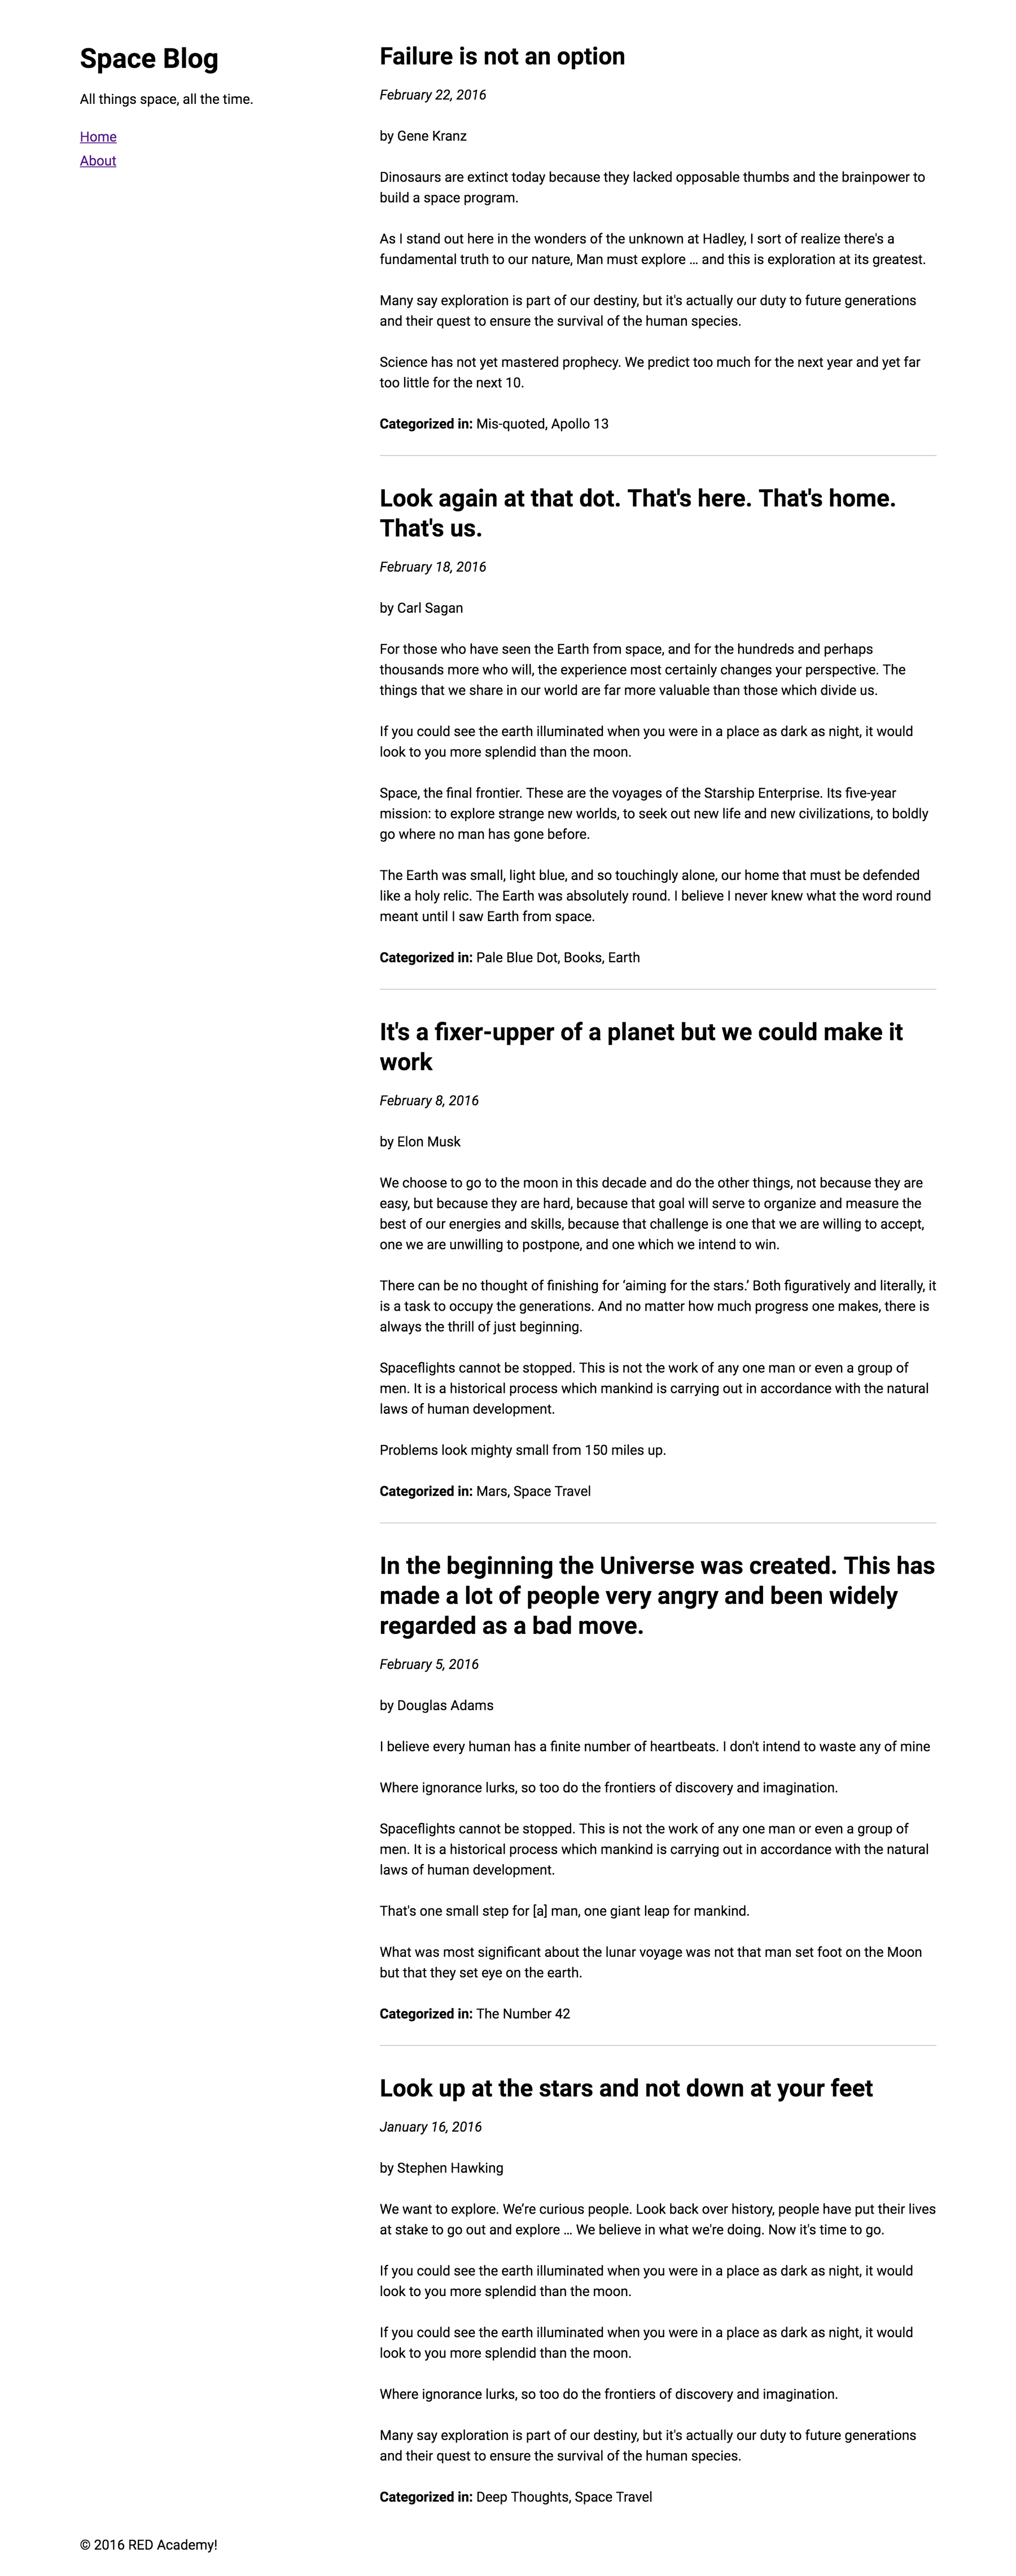 Space Blog
All things space, all the time.
Home
About
Failure is not an option
February 22, 2016
by Gene Kranz
Dinosaurs are extinct today because they lacked opposable thumbs and the brainpower to
build a space program.
As I stand out here in the wonders of the unknown at Hadley, I sort of realize there's a
fundamental truth to our nature, Man must explore … and this is exploration at its greatest.
Many say exploration is part of our destiny, but it's actually our duty to future generations
and their quest to ensure the survival of the human species.
Science has not yet mastered prophecy. We predict too much for the next year and yet far
too little for the next 10.
Categorized in: Mis-quoted, Apollo 13
Look again at that dot. That's here. That's home.
That's us.
February 18, 2016
by Carl Sagan
For those who have seen the Earth from space, and for the hundreds and perhaps
thousands more who will, the experience most certainly changes your perspective. The
things that we share in our world are far more valuable than those which divide us.
If you could see the earth illuminated when you were in a place as dark as night, it would
look to you more splendid than the moon.
Space, the final frontier. These are the voyages of the Starship Enterprise. Its five-year
mission: to explore strange new worlds, to seek out new life and new civilizations, to boldly
go where no man has gone before.
The Earth was small, light blue, and so touchingly alone, our home that must be defended
like a holy relic. The Earth was absolutely round. I believe I never knew what the word round
meant until I saw Earth from space.
Categorized in: Pale Blue Dot, Books, Earth
It's a fixer-upper of a planet but we could make it
work
February 8, 2016
by Elon Musk
We choose to go to the moon in this decade and do the other things, not because they are
easy, but because they are hard, because that goal will serve to organize and measure the
best of our energies and skills, because that challenge is one that we are willing to accept,
one we are unwilling to postpone, and one which we intend to win.
There can be no thought of finishing for ‘aiming for the stars.’ Both figuratively and literally, it
is a task to occupy the generations. And no matter how much progress one makes, there is
always the thrill of just beginning.
Spaceflights cannot be stopped. This is not the work of any one man or even a group of
men. It is a historical process which mankind is carrying out in accordance with the natural
laws of human development.
Problems look mighty small from 150 miles up.
Categorized in: Mars, Space Travel
In the beginning the Universe was created. This has
made a lot of people very angry and been widely
regarded as a bad move.
February 5, 2016
by Douglas Adams
I believe every human has a finite number of heartbeats. I don't intend to waste any of mine
Where ignorance lurks, so too do the frontiers of discovery and imagination.
Spaceflights cannot be stopped. This is not the work of any one man or even a group of
men. It is a historical process which mankind is carrying out in accordance with the natural
laws of human development.
That's one small step for [a] man, one giant leap for mankind.
What was most significant about the lunar voyage was not that man set foot on the Moon
but that they set eye on the earth.
Categorized in: The Number 42
Look up at the stars and not down at your feet
January 16, 2016
by Stephen Hawking
We want to explore. We’re curious people. Look back over history, people have put their lives
at stake to go out and explore … We believe in what we're doing. Now it's time to go.
If you could see the earth illuminated when you were in a place as dark as night, it would
look to you more splendid than the moon.
If you could see the earth illuminated when you were in a place as dark as night, it would
look to you more splendid than the moon.
Where ignorance lurks, so too do the frontiers of discovery and imagination.
Many say exploration is part of our destiny, but it's actually our duty to future generations
and their quest to ensure the survival of the human species.
Categorized in: Deep Thoughts, Space Travel
© 2016 RED Academy!